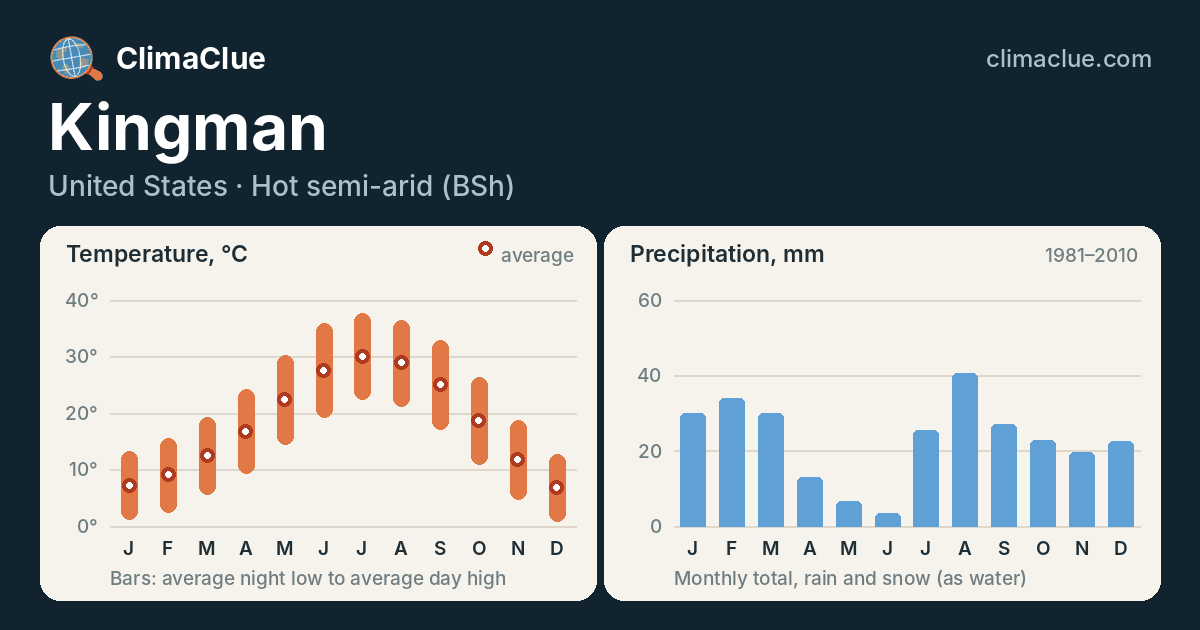 ClimaClue
climaclue.com
Kingman
United States · Hot semi-arid (BSh)
Temperature, °C
average
40°
30°
20°
10°
0°
J F M A M J J A S O N D
Bars: average night low to average day high
Precipitation, mm
1981–2010
60
40
20
0
J F M A M J J A S O N D
Monthly total, rain and snow (as water)